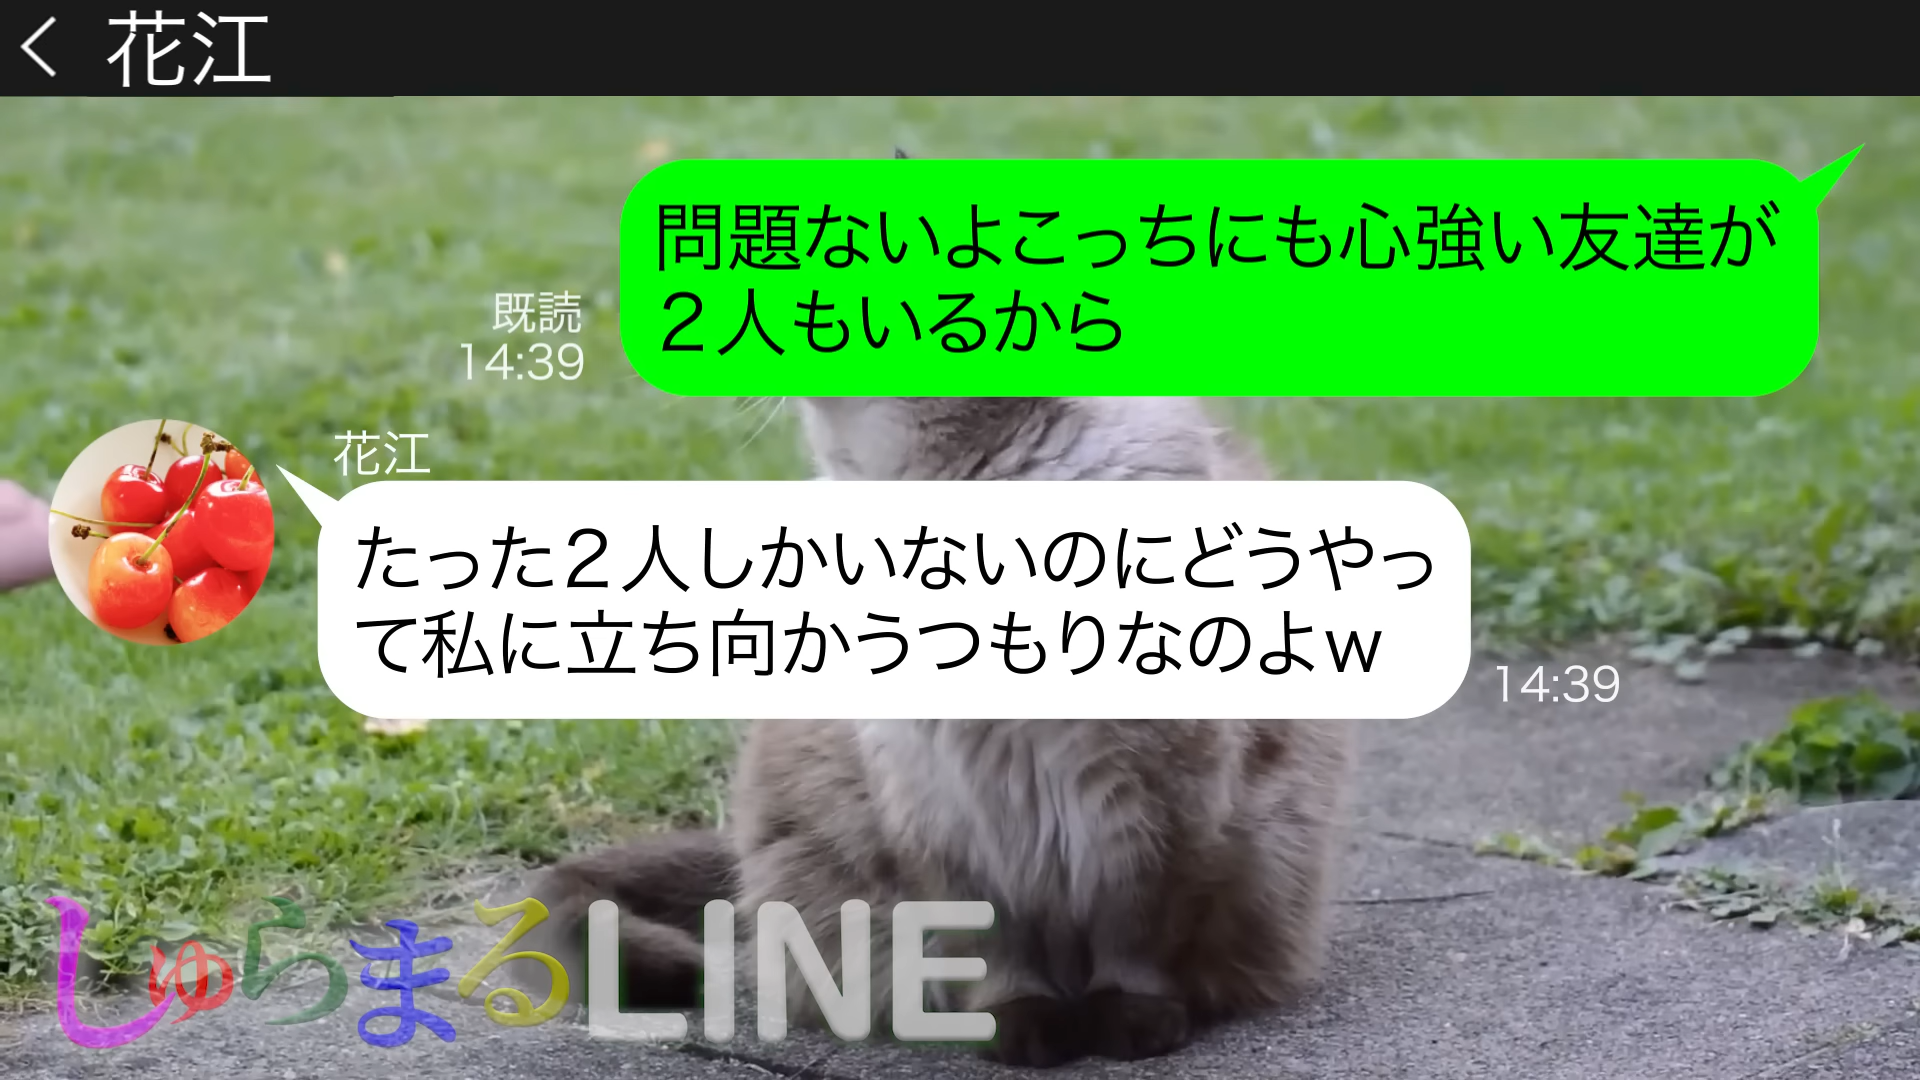 花江
問題ないよこっちにも心強い友達が
２人もいるから
既読
14:39
花江
たった２人しかいないのにどうやっ
て私に立ち向かうつもりなのよw
14:39
しゅらまるLINE